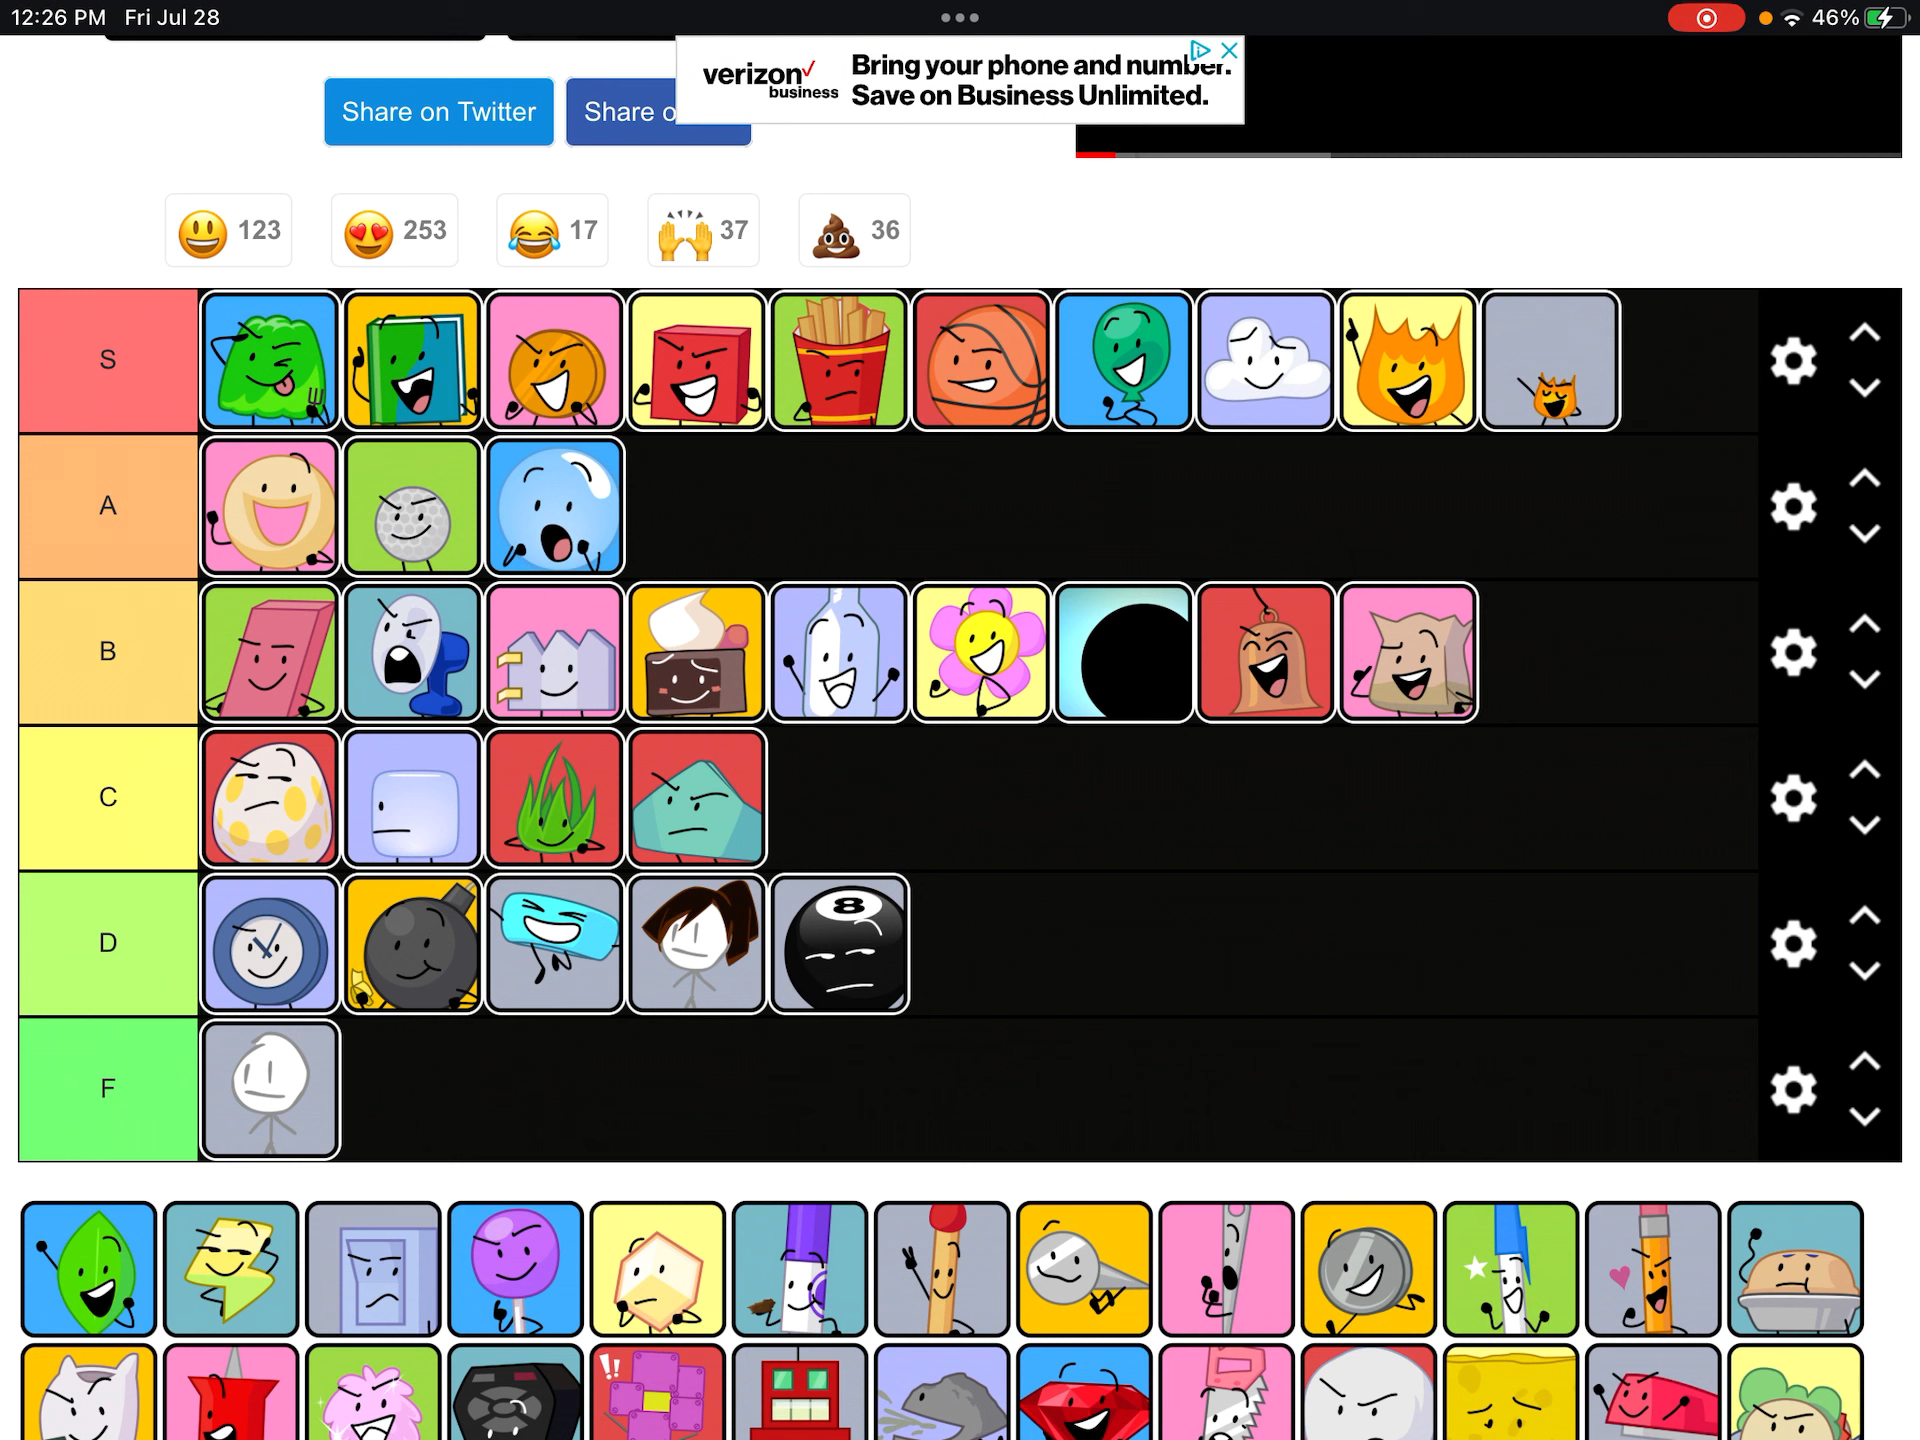 12:26 PM Fri Jul 28
46%
verizon
business
Bring your phone and number.
Save on Business Unlimited.
Share on Twitter
Share o
123
253
17
37
36
S
A
B
C
D
8
F
!!